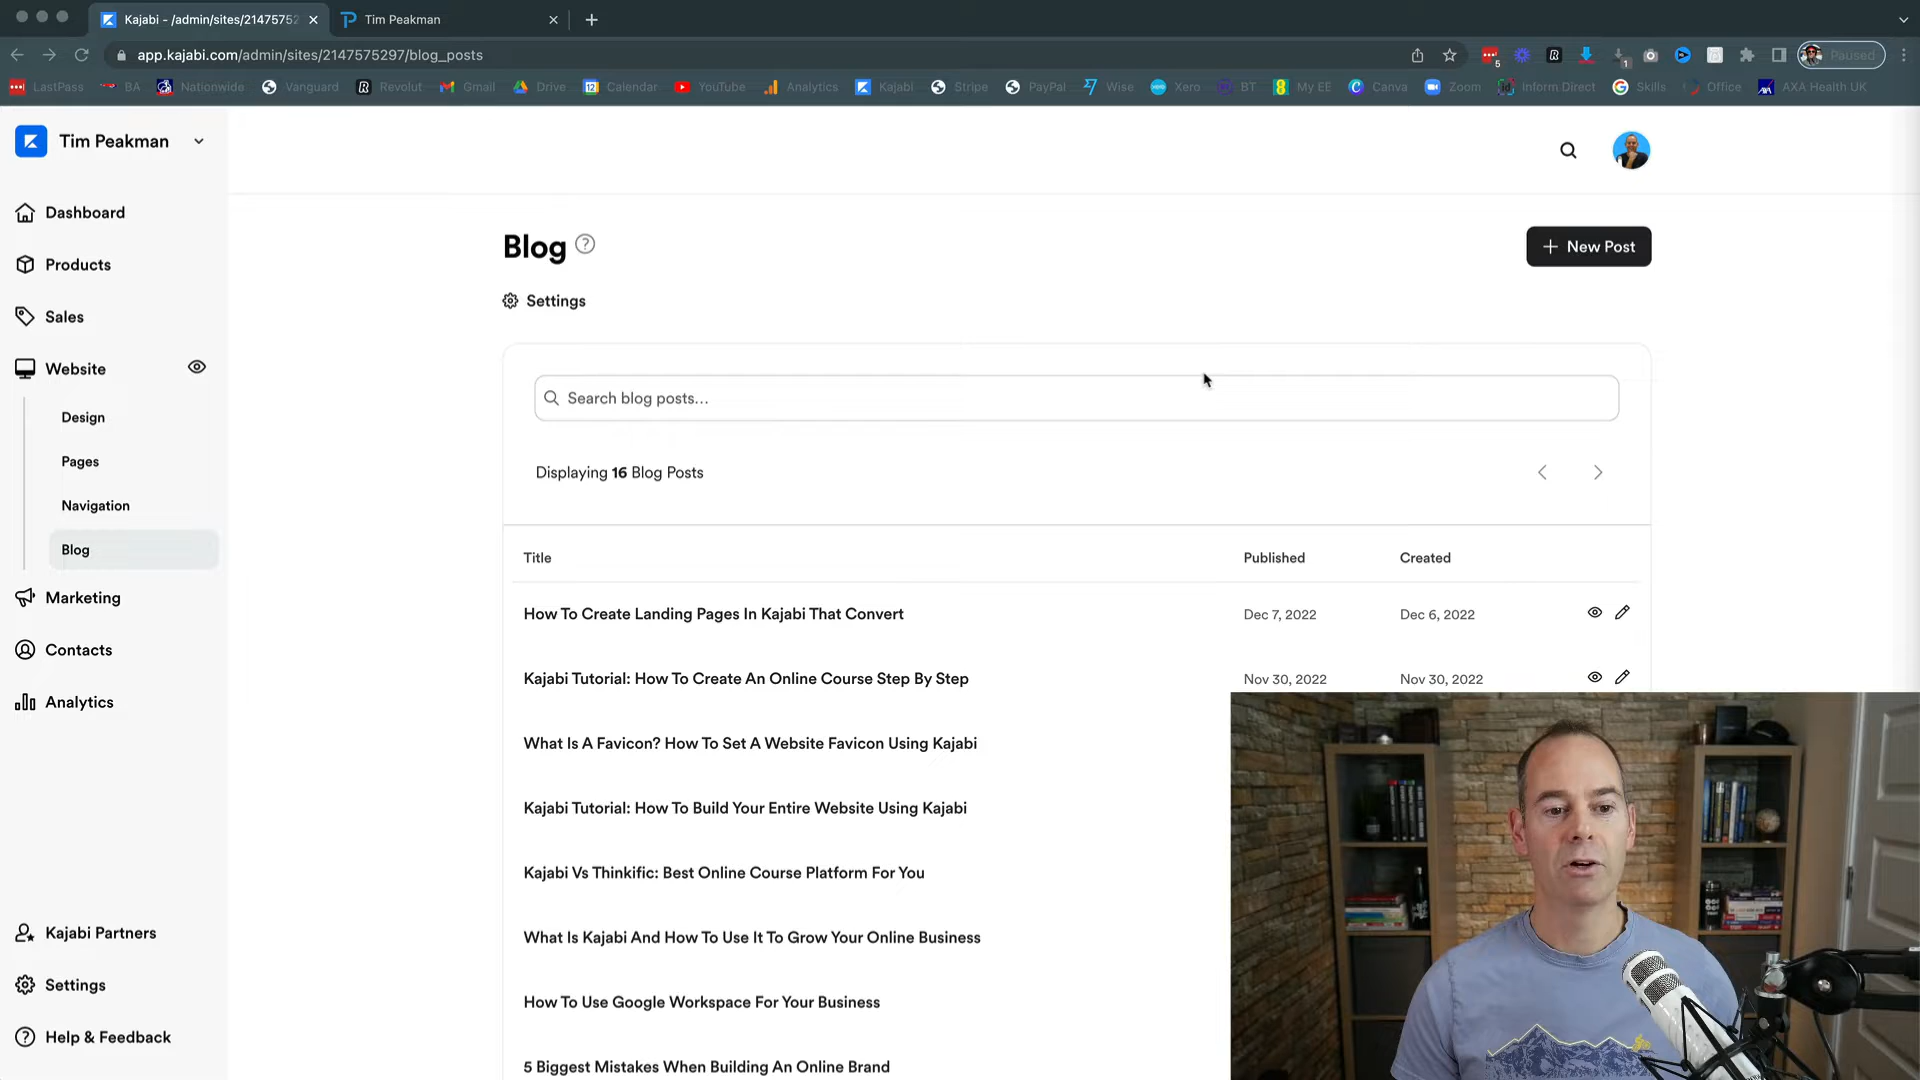 Kajabi - /admin/sites/21475752
Tim Peakman
app.kajabi.com/admin/sites/2147575297/blog_posts
5
1
Paused
LastPass
BA
Nationwide
Vanguard
Revolut
Gmail
Drive
Calendar
YouTube
Analytics
Kajabi
Stripe
PayPal
Wise
Xero
BT
My EE
Canva
Zoom
Inform Direct
Skills
Office
AXA Health UK
Tim Peakman
Dashboard
Products
Sales
Website
Design
Pages
Navigation
Blog
Marketing
Contacts
Analytics
Kajabi Partners
Settings
Help & Feedback
Blog
+ New Post
Settings
Search blog posts...
Displaying 16 Blog Posts
Title Published Created
How To Create Landing Pages In Kajabi That Convert Dec 7, 2022 Dec 6, 2022
Kajabi Tutorial: How To Create An Online Course Step By Step Nov 30, 2022 Nov 30, 2022
What Is A Favicon? How To Set A Website Favicon Using Kajabi
Kajabi Tutorial: How To Build Your Entire Website Using Kajabi
Kajabi Vs Thinkific: Best Online Course Platform For You
What Is Kajabi And How To Use It To Grow Your Online Business
How To Use Google Workspace For Your Business
5 Biggest Mistakes When Building An Online Brand